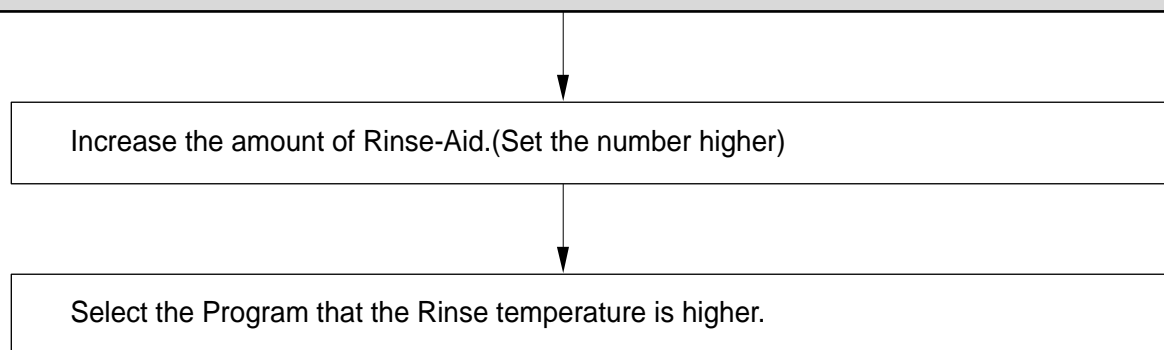 Increase the amount of Rinse-Aid.(Set the number higher)
Select the Program that the Rinse temperature is higher.